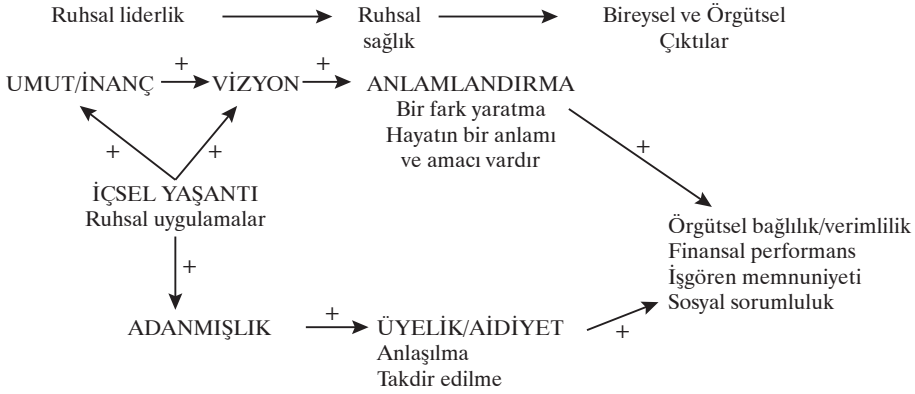 Ruhsal liderlik
Ruhsal
sağlık
Bireysel ve Örgütsel
Çıktılar
UMUT/İNANÇ
+
VİZYON
+
ANLAMLANDIRMA
Bir fark yaratma
Hayatın bir anlamı
ve amacı vardır
+
+
+
İÇSEL YAŞANTI
Ruhsal uygulamalar
+
Örgütsel bağlılık/verimlilik
Finansal performans
İşgören memnuniyeti
Sosyal sorumluluk
ADANMIŞLIK
+
ÜYELİK/AİDİYET
Anlaşılma
Takdir edilme
+